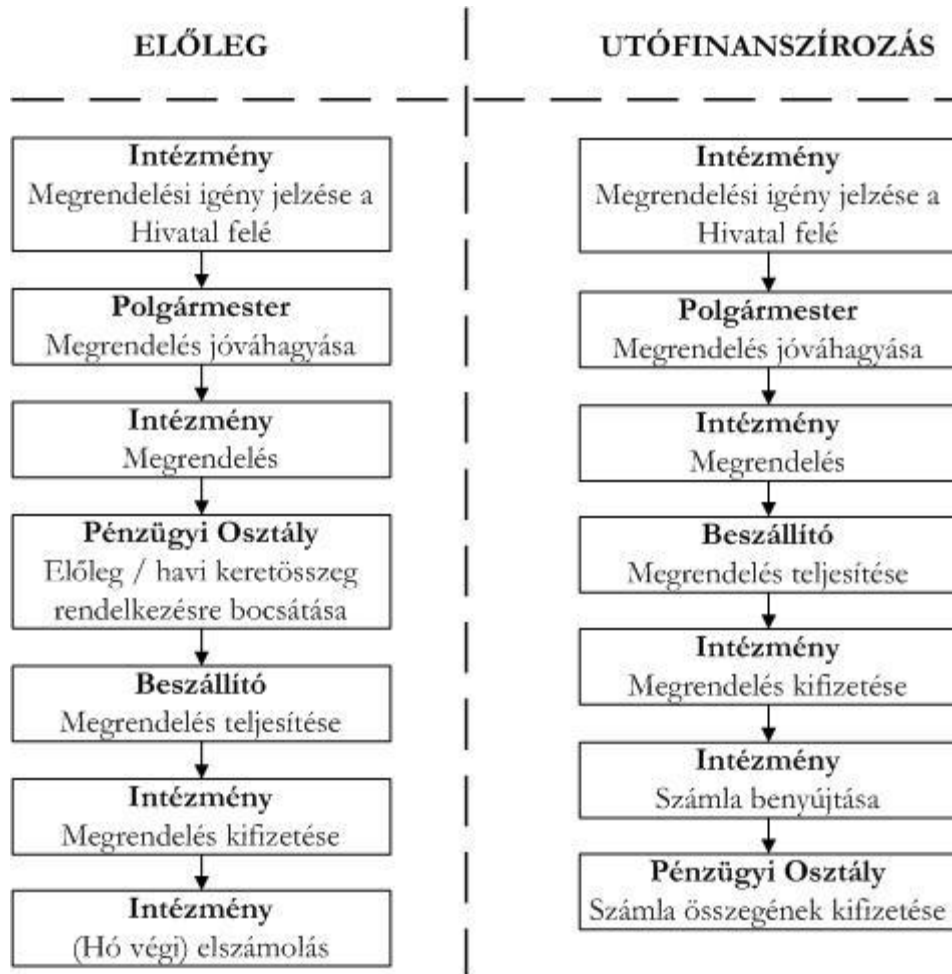 ELŐLEG
Intézmény
Megrendelési igény jelzése a
Hivatal felé
Polgármester
Megrendelés jóváhagyása
Intézmény
Megrendelés
Pénzügyi Osztály
Előleg / havi keretösszeg
rendelkezésre bocsátása
Beszállító
Megrendelés teljesítése
Intézmény
Megrendelés kifizetése
Intézmény
(Hó végi) elszámolás
UTÓFINANSZÍROZÁS
Intézmény
Megrendelési igény jelzése a
Hivatal felé
Polgármester
Megrendelés jóváhagyása
Intézmény
Megrendelés
Beszállító
Megrendelés teljesítése
Intézmény
Megrendelés kifizetése
Intézmény
Számla benyújtása
Pénzügyi Osztály
Számla összegének kifizetése